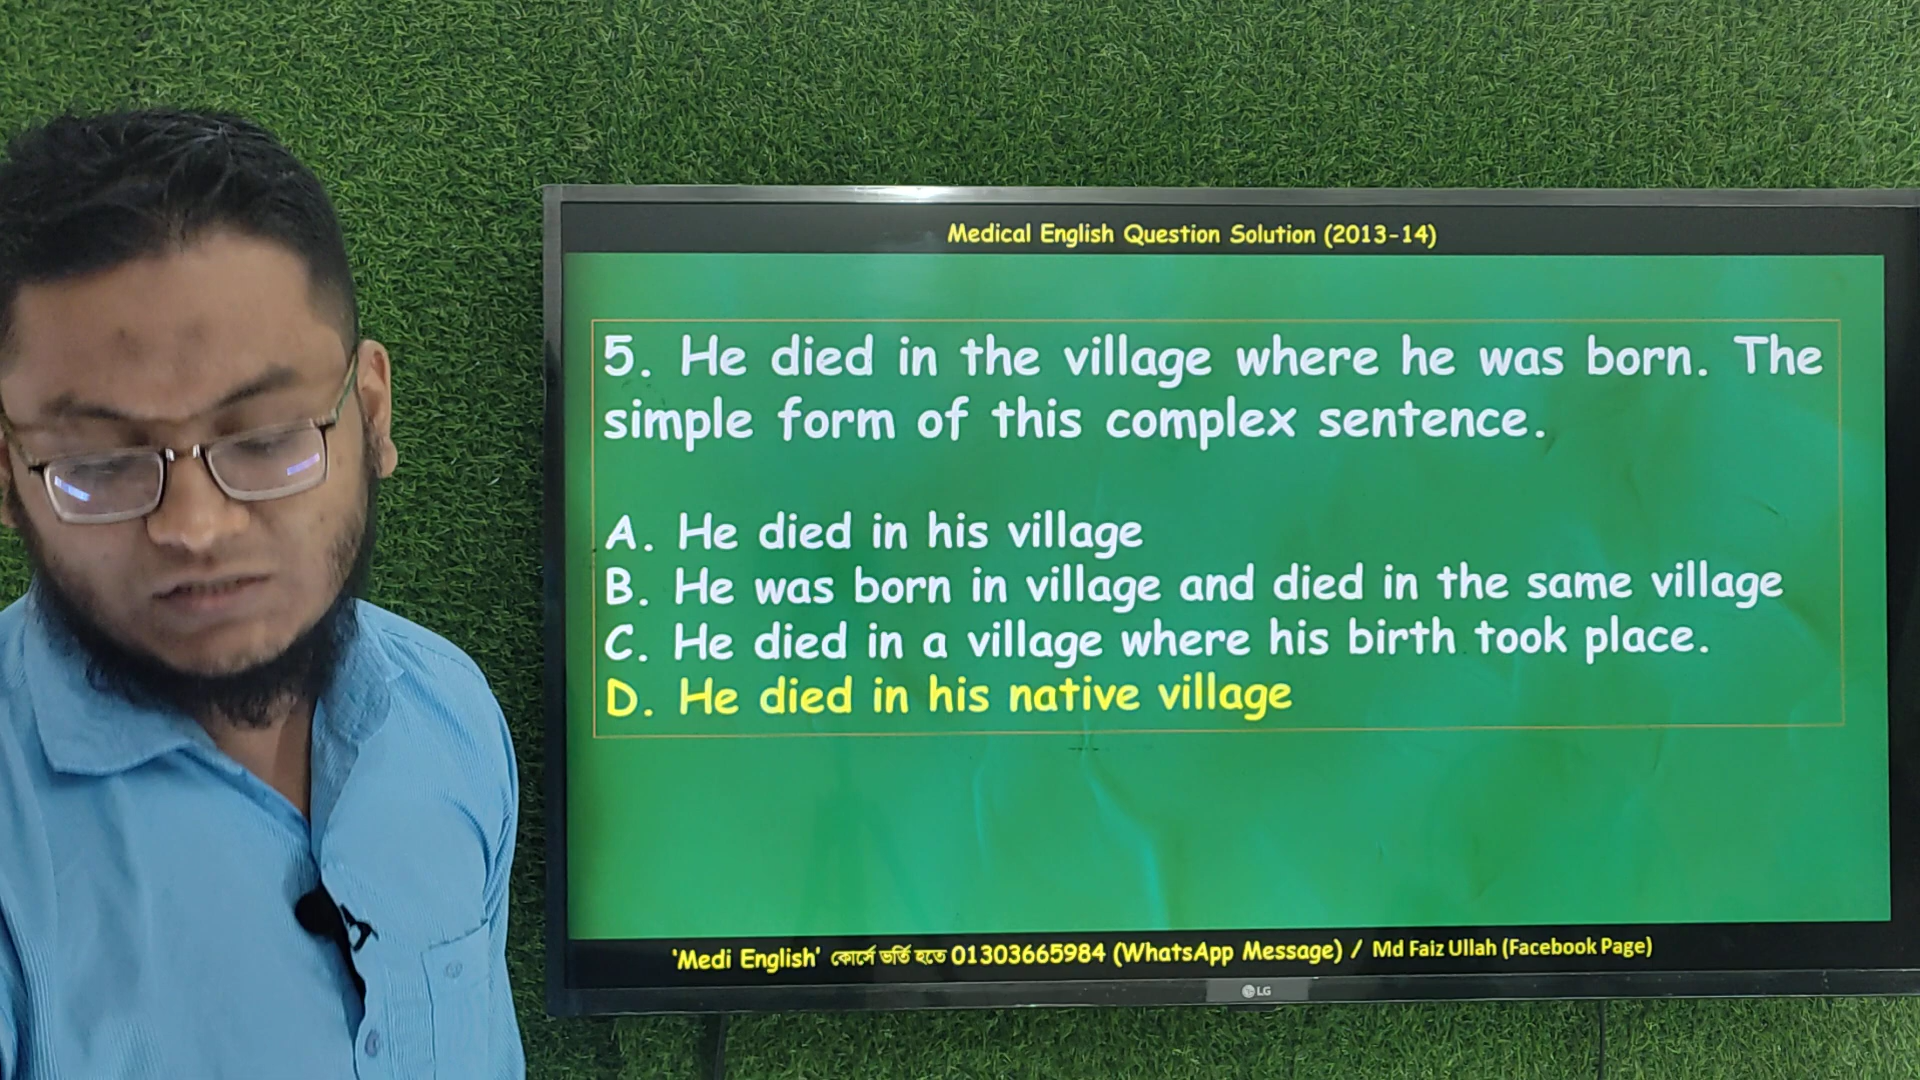 Medical English Question Solution (2013-14)
5. He died in the village where he was born. The
simple form of this complex sentence.
A. He died in his village
B. He was born in village and died in the same village
C. He died in a village where his birth took place.
D. He died in his native village
'Medi English' কোর্সে ভর্তি হতে 01303665984 (WhatsApp Message) / Md Faiz Ullah (Facebook Page)
LG